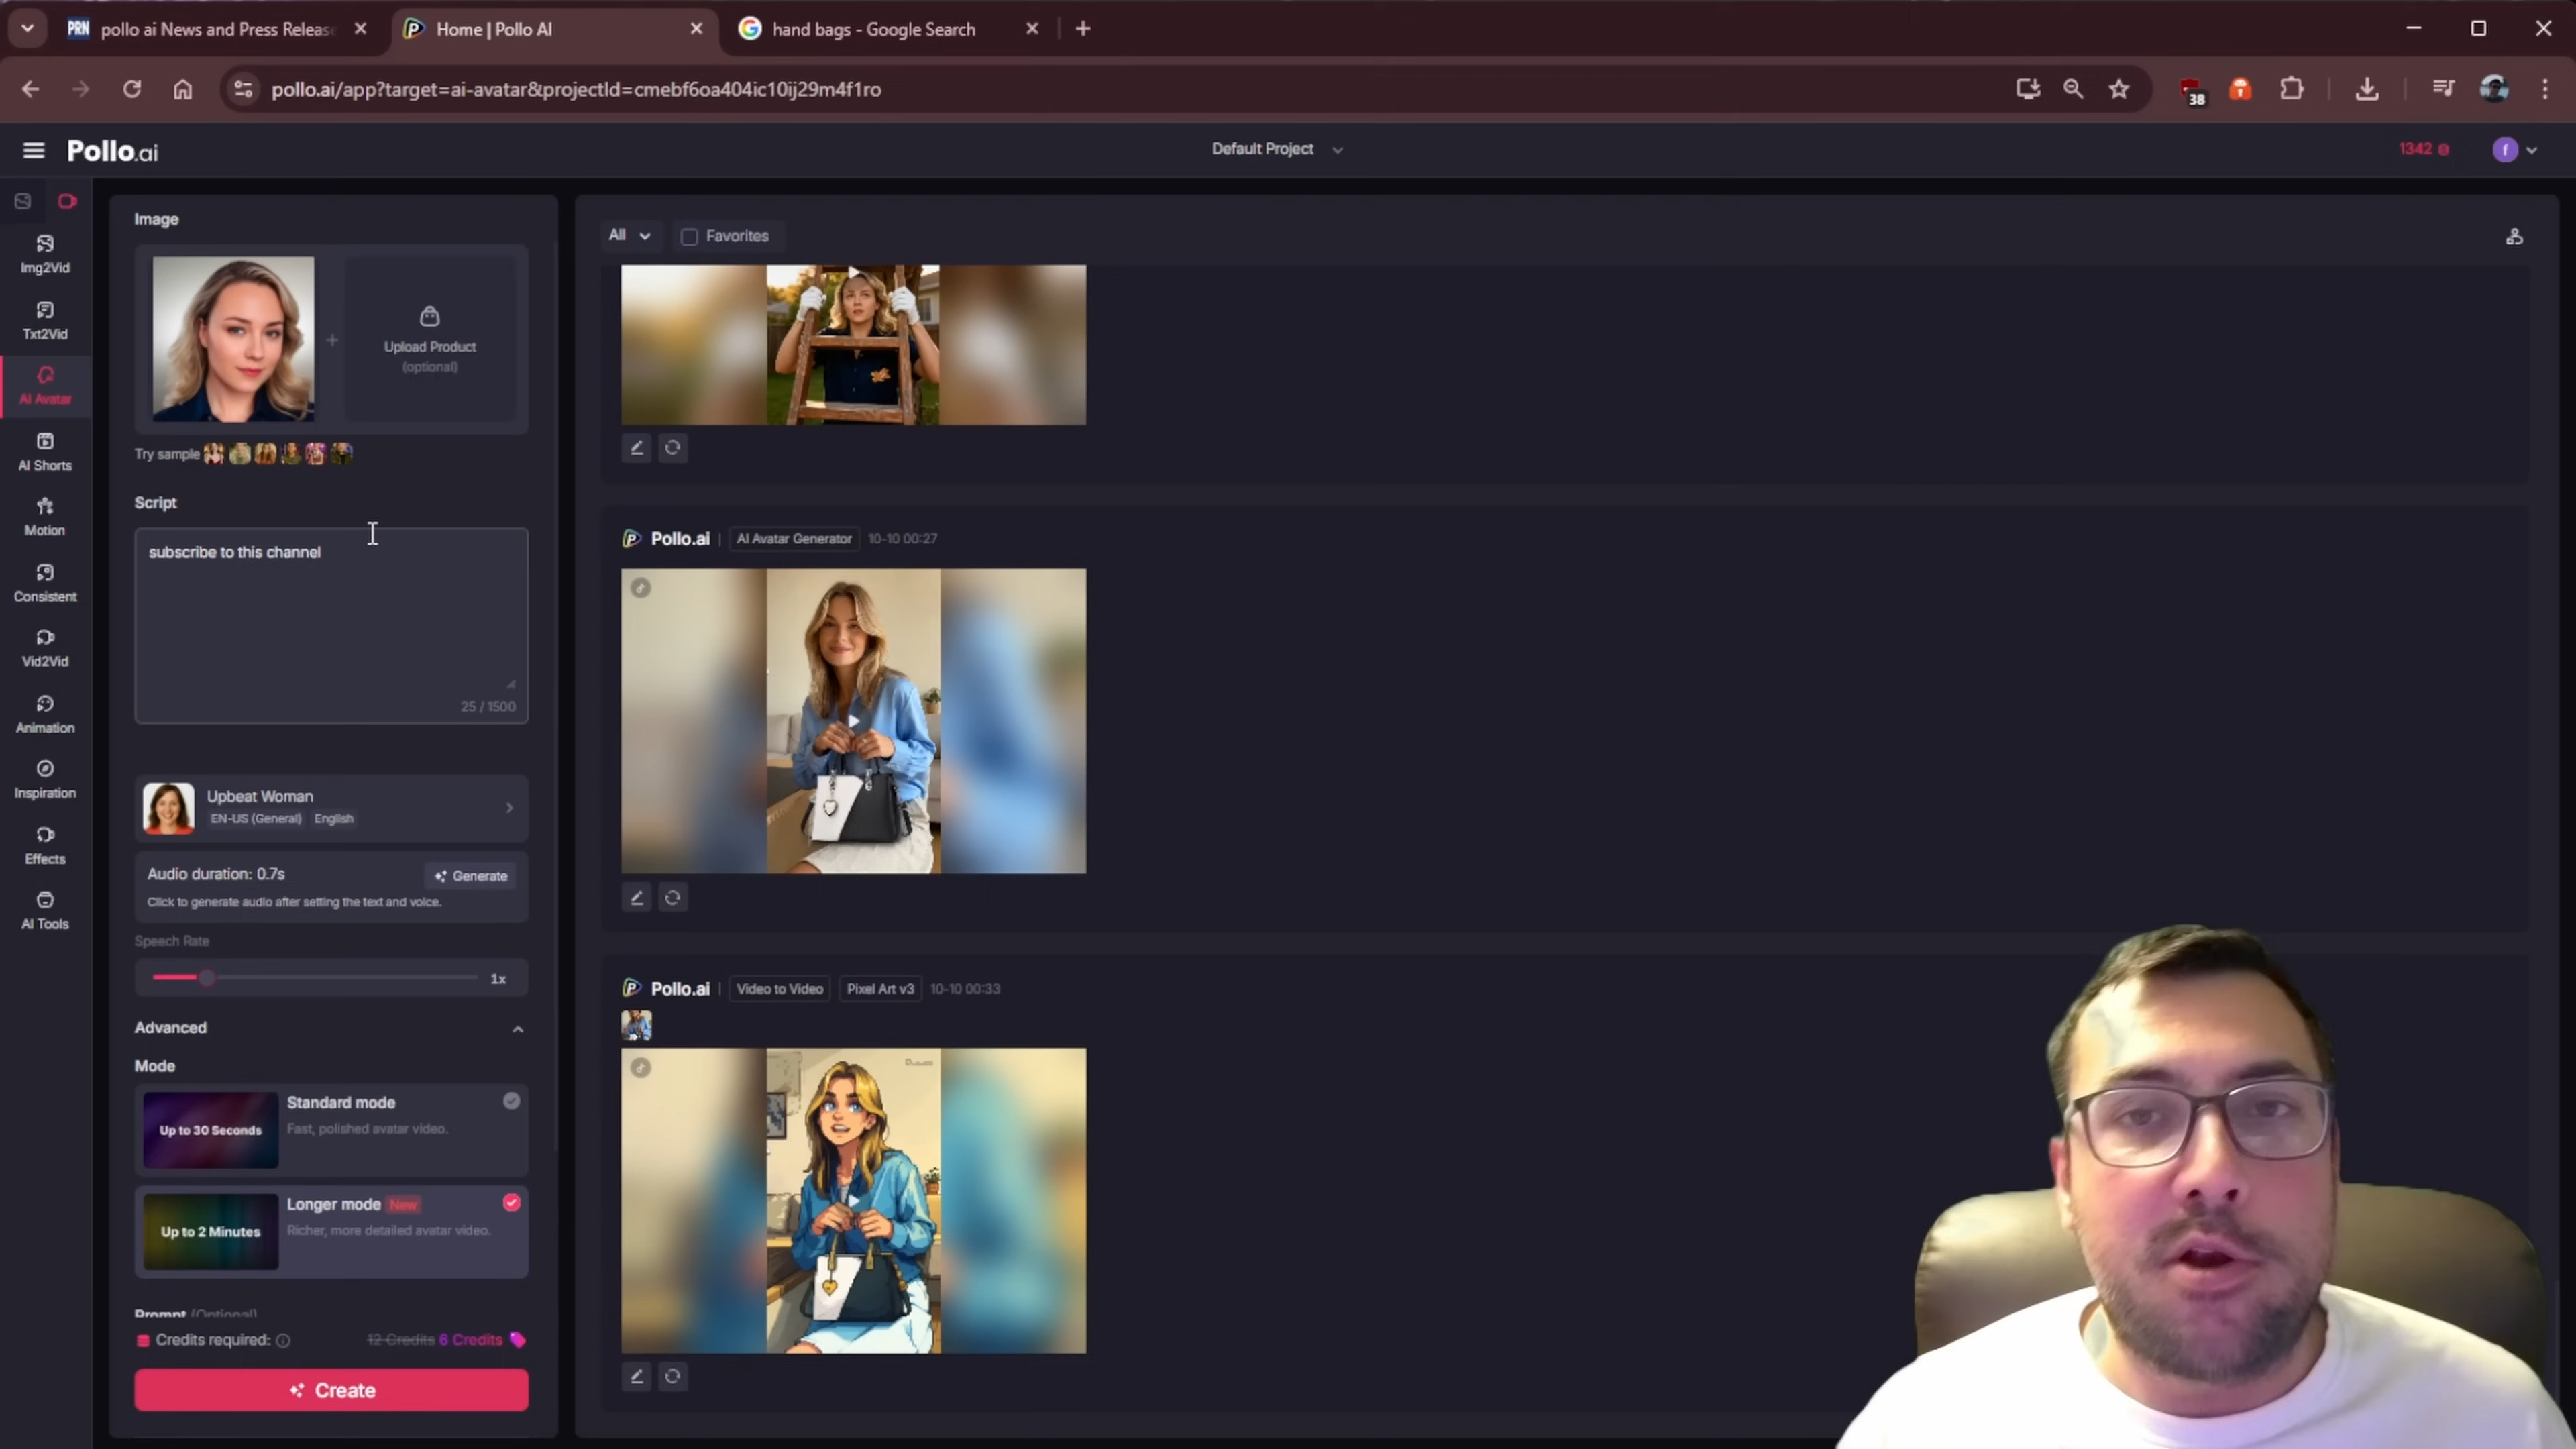 PRN pollo ai News and Press Releas
Home | Pollo AI
hand bags - Google Search
pollo.ai/app?target=ai-avatar&projectId=cmebf6oa404ic10ij29m4f1ro
38
Pollo.ai
Default Project
1342
f
Img2Vid
Txt2Vid
AI Avatar
AI Shorts
Motion
Consistent
Vid2Vid
Animation
Inspiration
Effects
AI Tools
Image
Upload Product
(optional)
Try sample
Script
subscribe to this channel
25 / 1500
Upbeat Woman
EN-US (General) English
Audio duration: 0.7s
Generate
Click to generate audio after setting the text and voice.
Speech Rate
1x
Advanced
Mode
Up to 30 Seconds
Standard mode
Fast, polished avatar video.
Up to 2 Minutes
Longer mode New
Richer, more detailed avatar video.
Prompt (Optional)
Credits required: 12 Credits 6 Credits
Create
All
Favorites
Pollo.ai | AI Avatar Generator 10-10 00:27
Pollo.ai | Video to Video Pixel Art v3 10-10 00:33